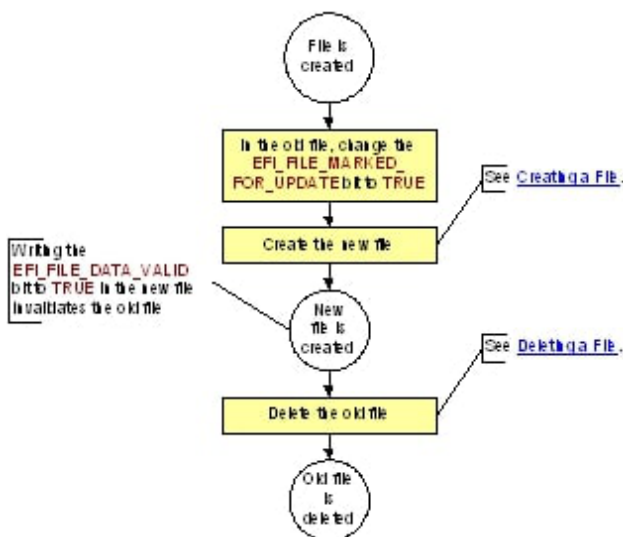 File is
created
In the old file, change the
EFI_FILE_MARKED_
FOR_UPDATE bit to TRUE
See Creating a File.
Create the new file
Writing the
EFI_FILE_DATA_VALID
bit to TRUE in the new file
invalidates the old file
New
file is
created
See Deleting a File.
Delete the old file
Old file
is
deleted